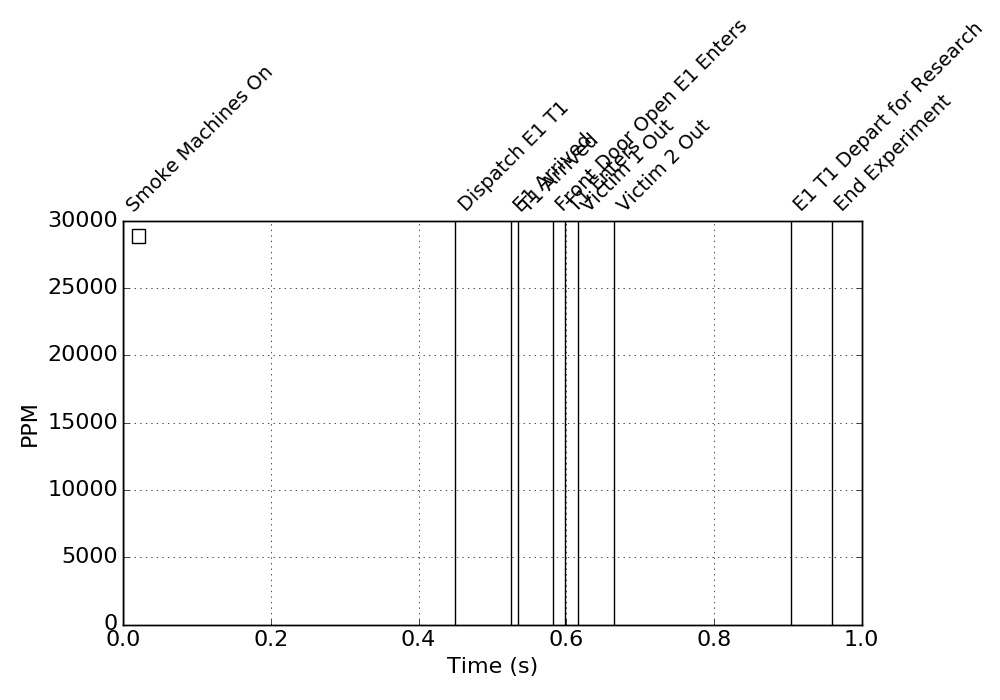 Smoke Machines On
Dispatch E1 T1
E1 Arrived
T1 Arrived
Front Door Open E1 Enters
T1 Enters
Victim 1 Out
Victim 2 Out
E1 T1 Depart for Research
End Experiment
30000
25000
20000
15000
10000
5000
0
PPM
0.0 0.2 0.4 0.6 0.8 1.0
Time (s)